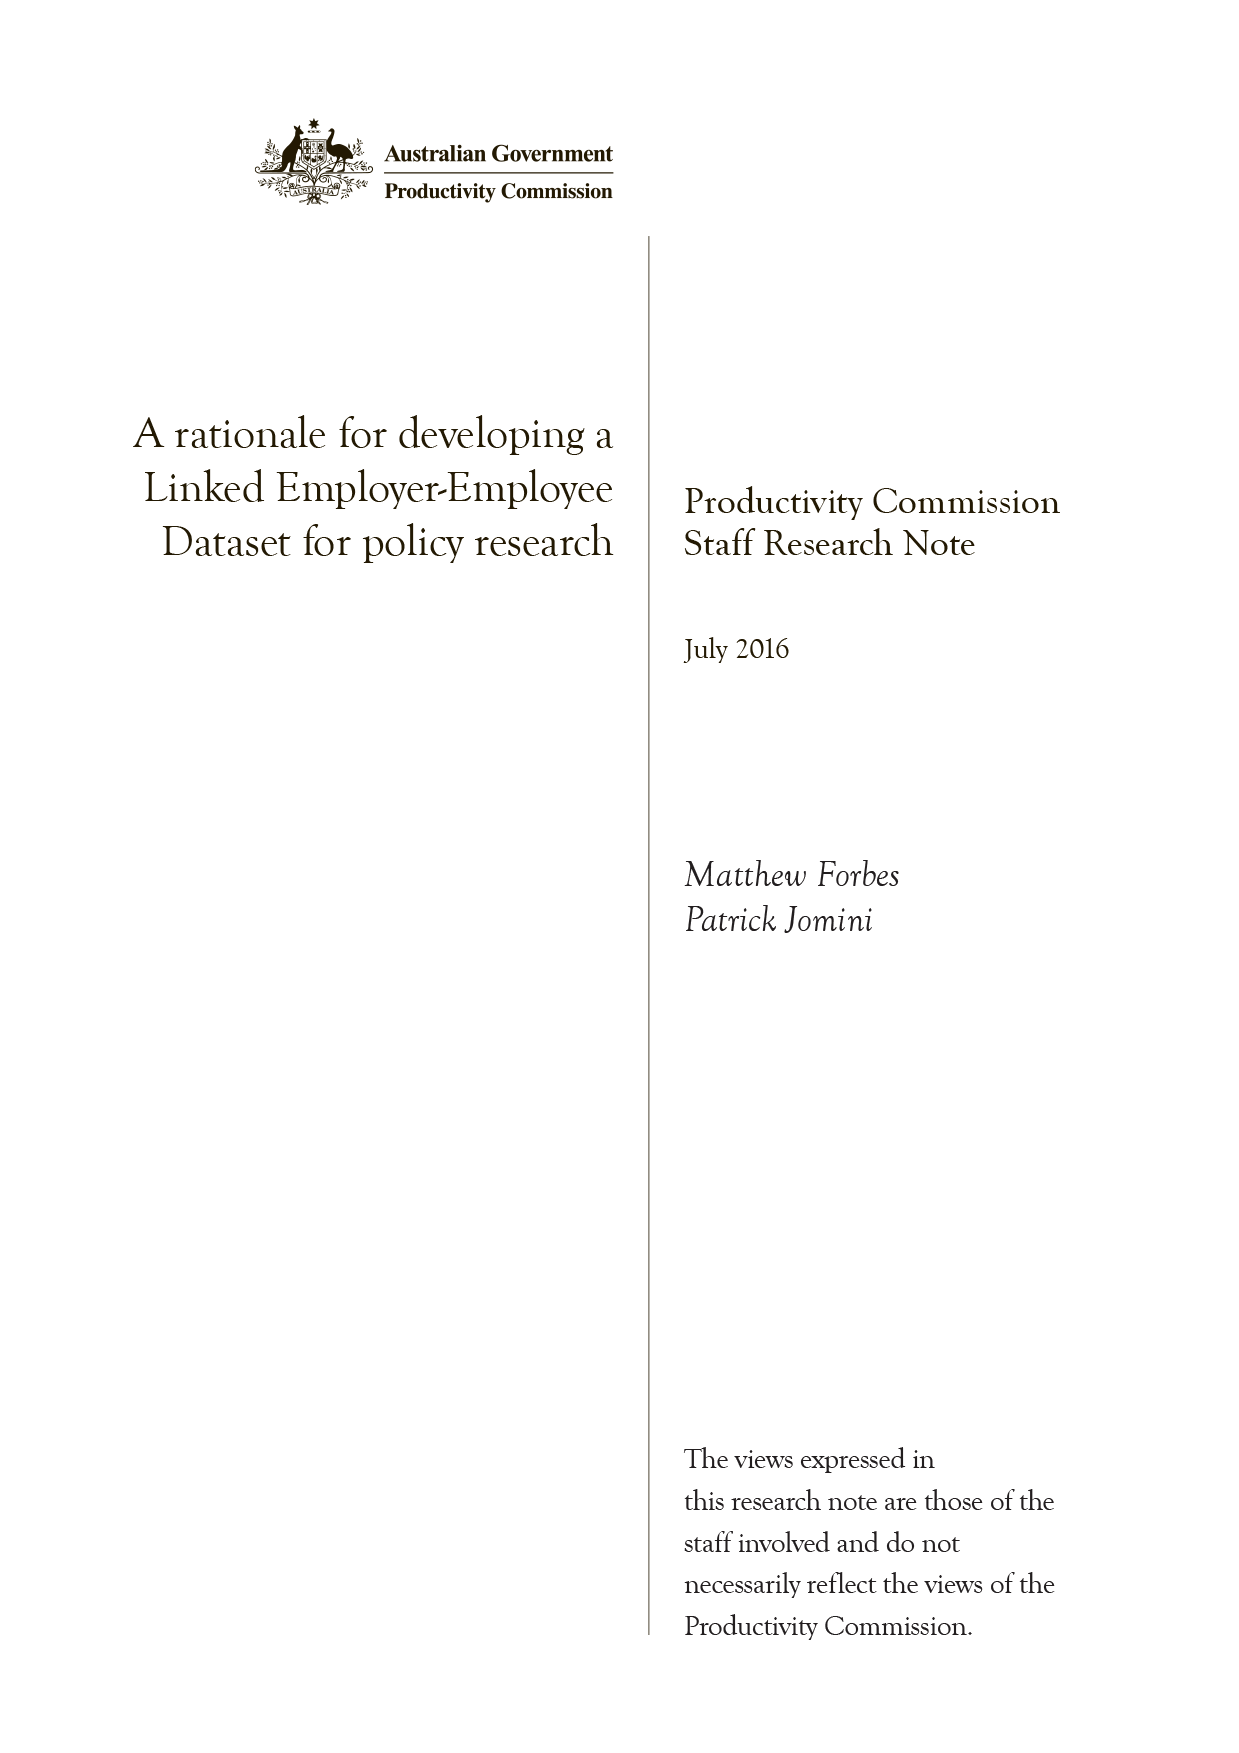 Australian Government
Productivity Commission
AUSTRALIA
A rationale for developing a
Linked Employer-Employee
Dataset for policy research
Productivity Commission
Staff Research Note
July 2016
Matthew Forbes
Patrick Jomini
The views expressed in
this research note are those of the
staff involved and do not
necessarily reflect the views of the
Productivity Commission.